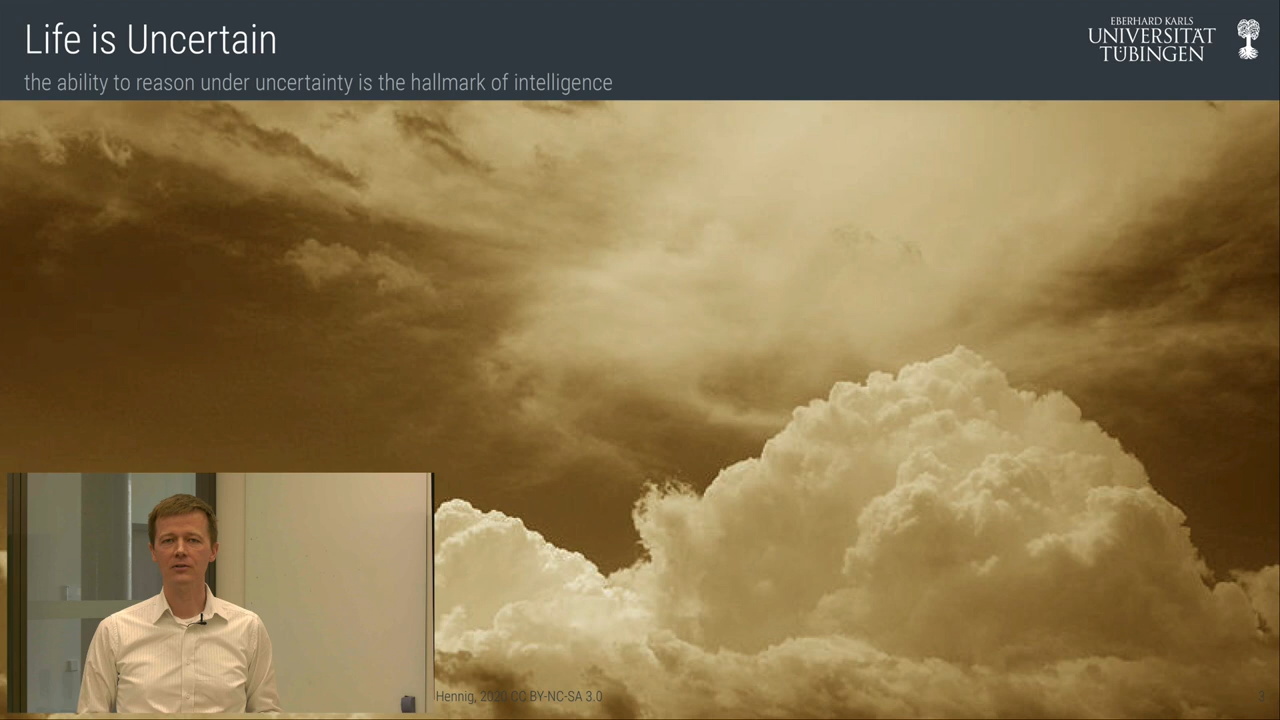 Life is Uncertain
the ability to reason under uncertainty is the hallmark of intelligence
EBERHARD KARLS
UNIVERSITÄT
TÜBINGEN
Hennig, CC BY-NC-SA 3.0
3